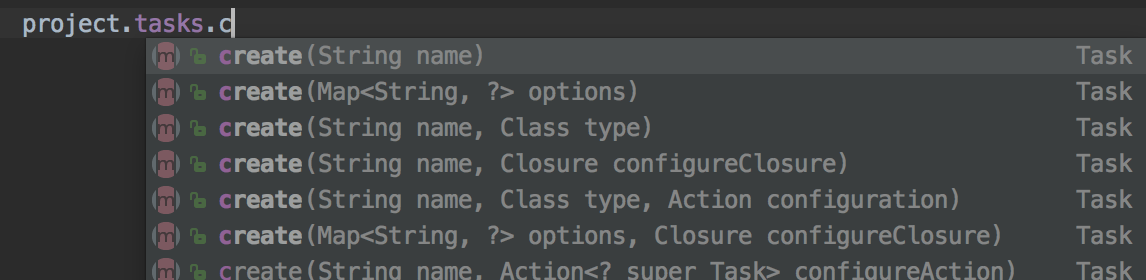 project.tasks.c
m create(String name) Task
m create(Map<String, ?> options) Task
m create(String name, Class type) Task
m create(String name, Closure configureClosure) Task
m create(String name, Class type, Action configuration) Task
m create(Map<String, ?> options, Closure configureClosure) Task
m create(String name, Action<? super Task> configureAction) Task